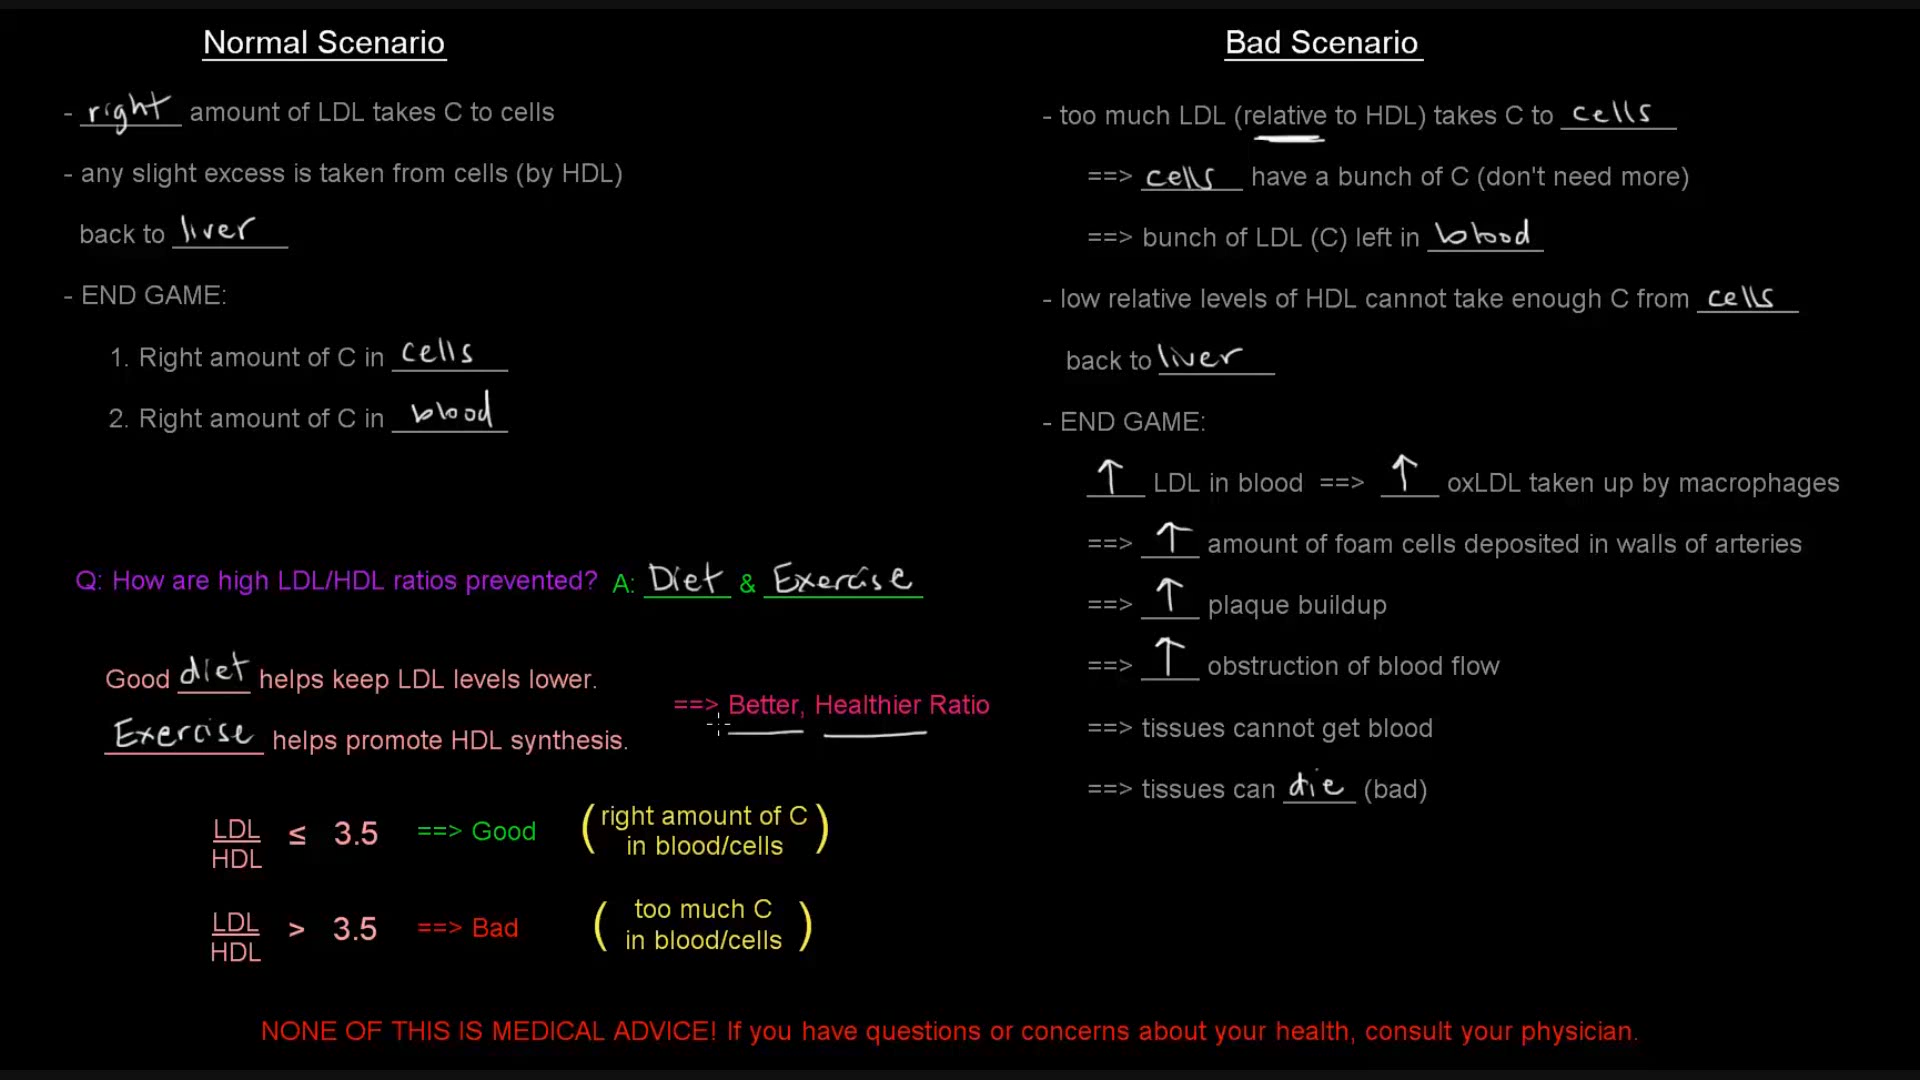 Normal Scenario
- right amount of LDL takes C to cells
- any slight excess is taken from cells (by HDL)
back to liver
- END GAME:
1. Right amount of C in cells
2. Right amount of C in blood
Q: How are high LDL/HDL ratios prevented? A: Diet & Exercise
Good diet helps keep LDL levels lower.
Exercise helps promote HDL synthesis.
==> Better, Healthier Ratio
LDL
HDL
≤ 3.5 ==> Good
(right amount of C
in blood/cells)
LDL
HDL
> 3.5 ==> Bad
(too much C
in blood/cells)
Bad Scenario
- too much LDL (relative to HDL) takes C to cells
==> cells have a bunch of C (don't need more)
==> bunch of LDL (C) left in blood
- low relative levels of HDL cannot take enough C from cells
back to liver
- END GAME:
↑ LDL in blood ==> ↑ oxLDL taken up by macrophages
==> ↑ amount of foam cells deposited in walls of arteries
==> ↑ plaque buildup
==> ↑ obstruction of blood flow
==> tissues cannot get blood
==> tissues can die (bad)
NONE OF THIS IS MEDICAL ADVICE! If you have questions or concerns about your health, consult your physician.